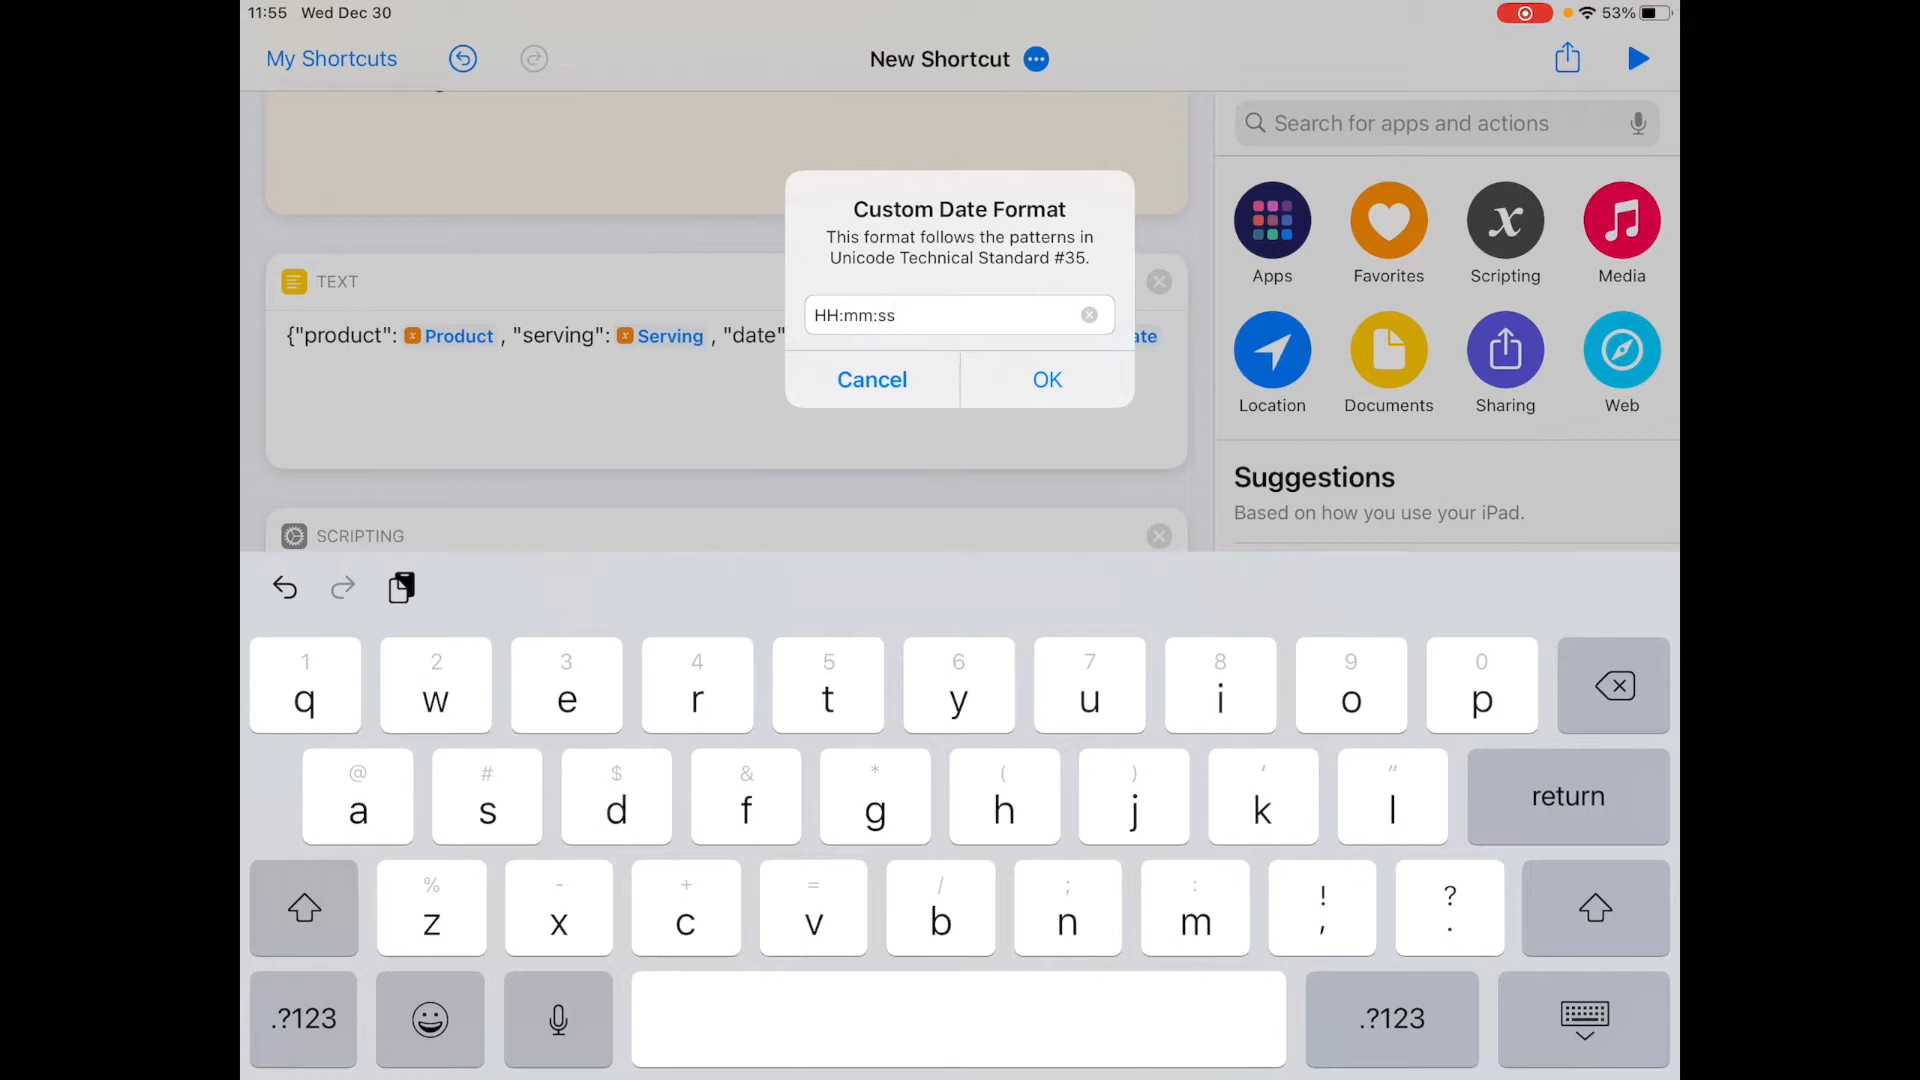 11:55 Wed Dec 30
53%
My Shortcuts
New Shortcut
Search for apps and actions
Apps
Favorites
Scripting
Media
Location
Documents
Sharing
Web
Suggestions
Based on how you use your iPad.
Custom Date Format
This format follows the patterns in
Unicode Technical Standard #35.
HH:mm:ss
Cancel
OK
TEXT
{"product": x Product , "serving": x Serving , "date"
ate
SCRIPTING
1 2 3 4 5 6 7 8 9 0
q w e r t y u i o p
@ # $ & * ( ) ' "
a s d f g h j k l return
% - + = / ; : ! ?
z x c v b n m , .
.?123 .?123